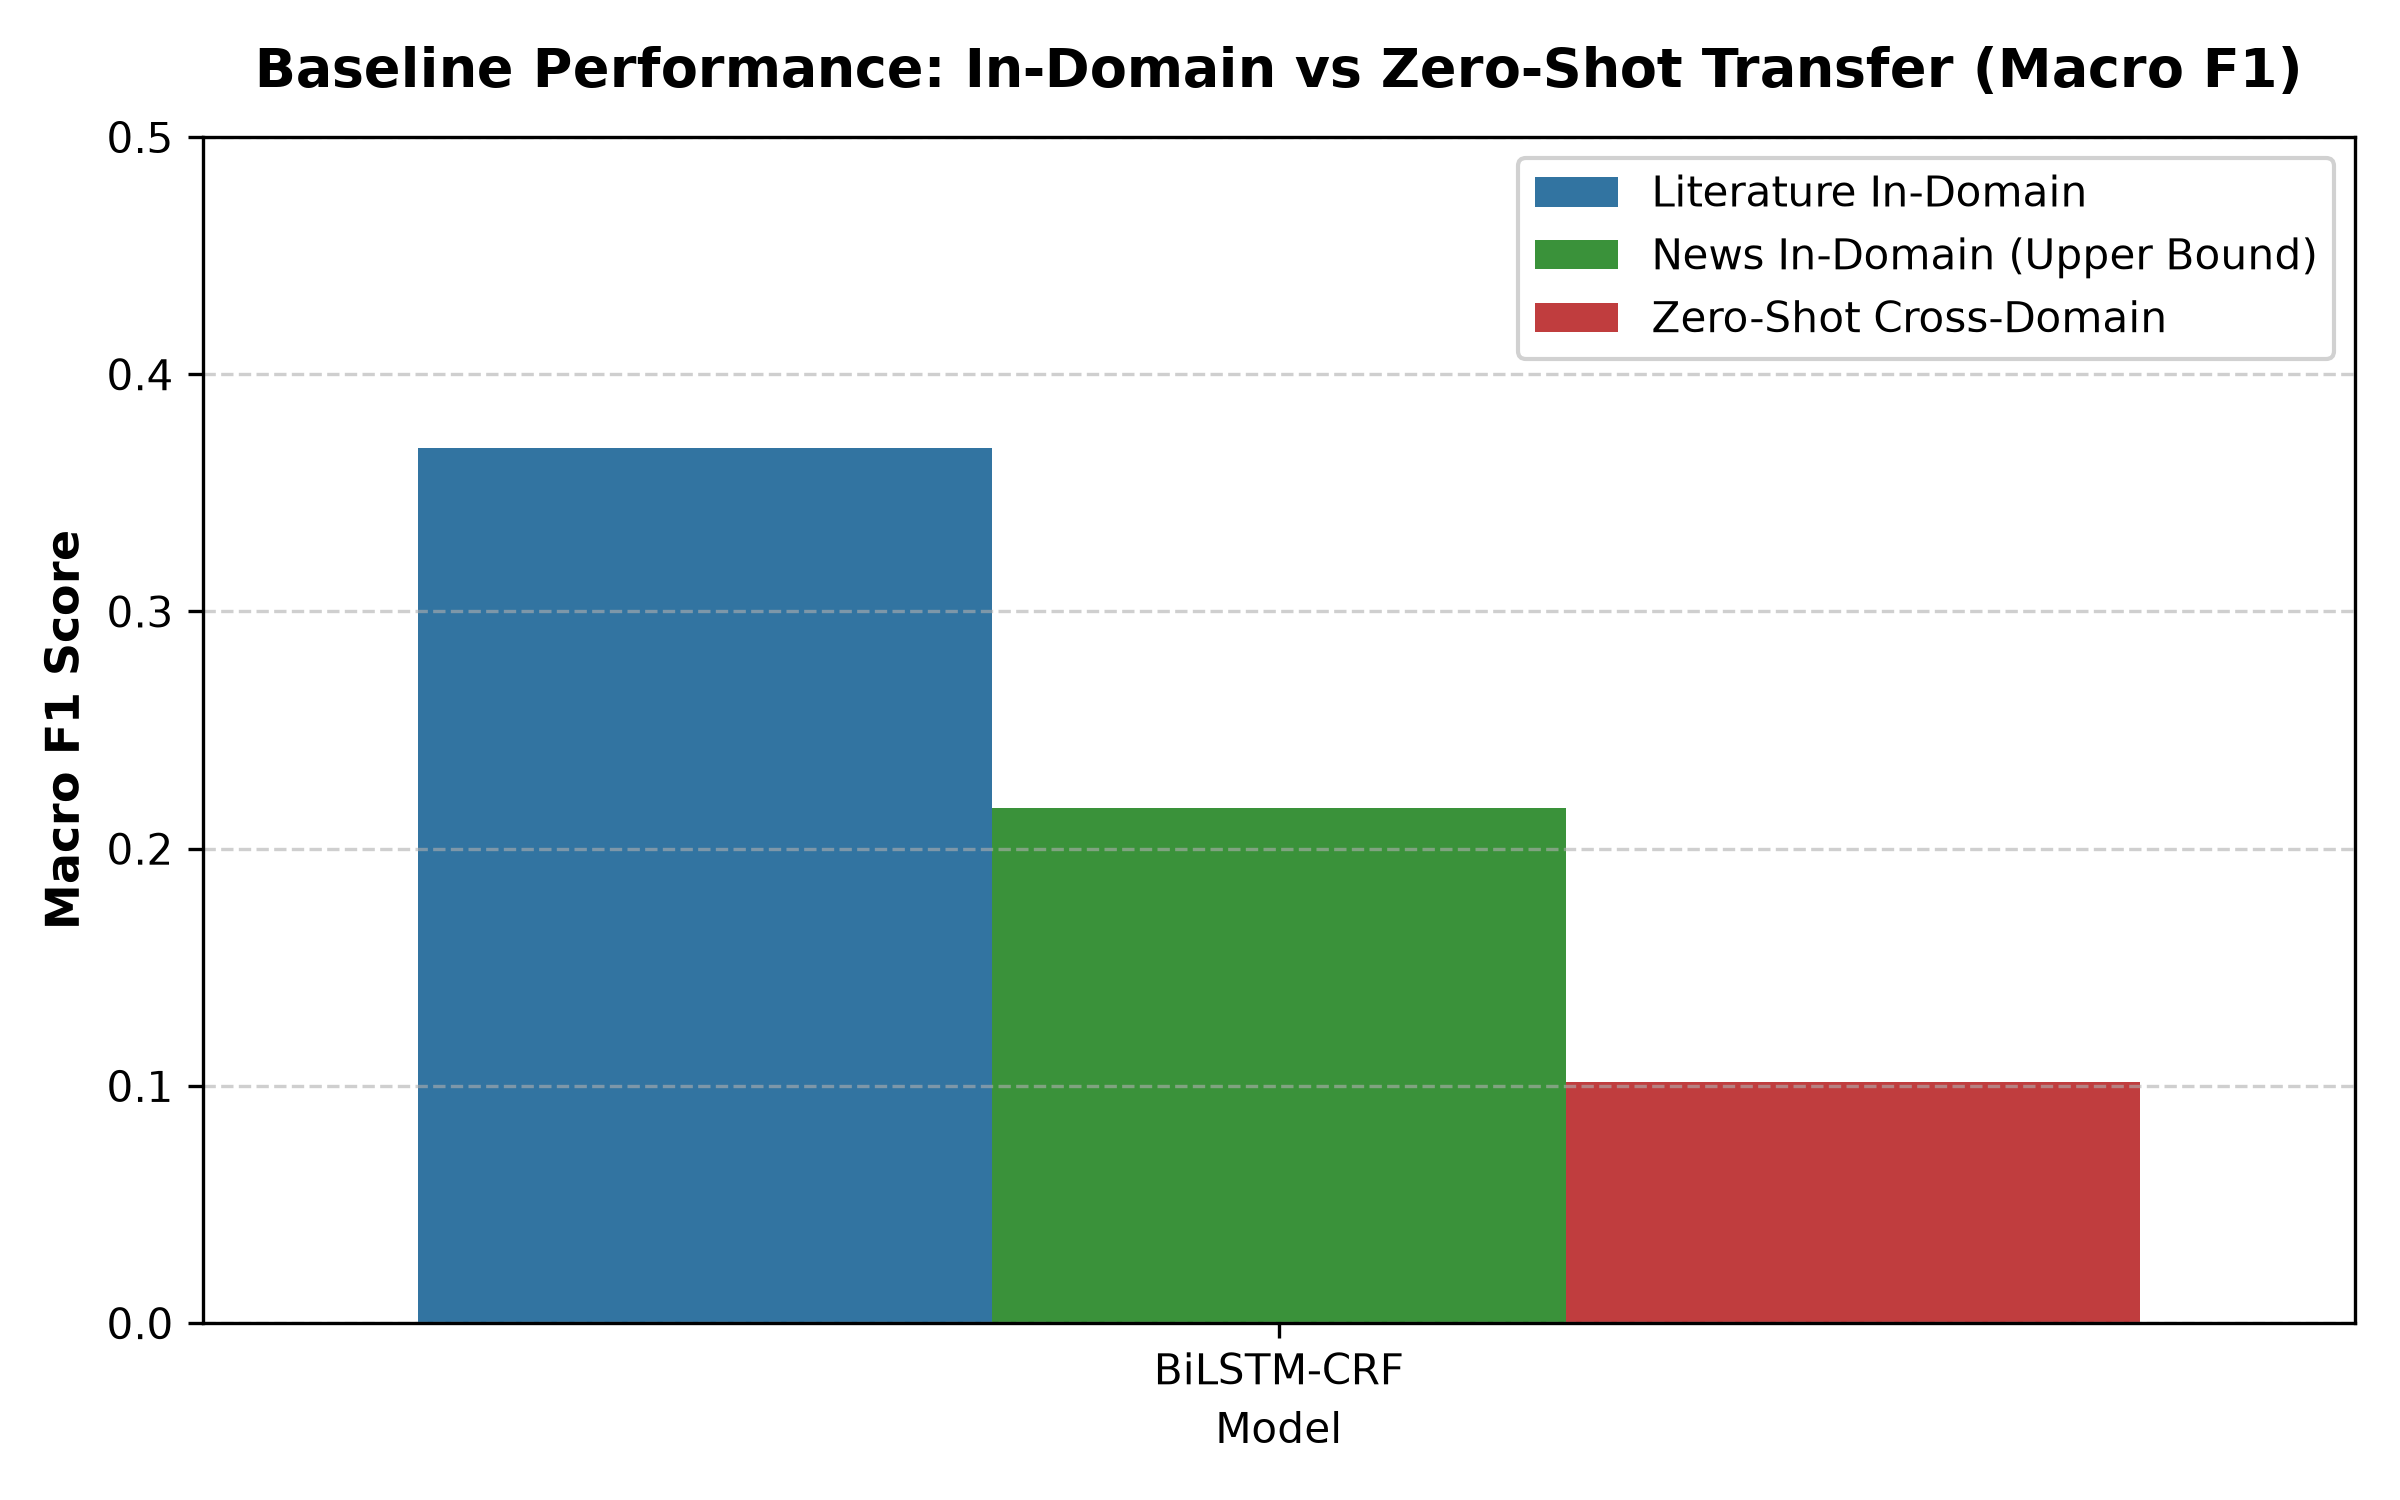 Baseline Performance: In-Domain vs Zero-Shot Transfer (Macro F1)
0.5
Literature In-Domain
News In-Domain (Upper Bound)
Zero-Shot Cross-Domain
0.4
0.3
0.2
0.1
0.0
Macro F1 Score
BiLSTM-CRF
Model